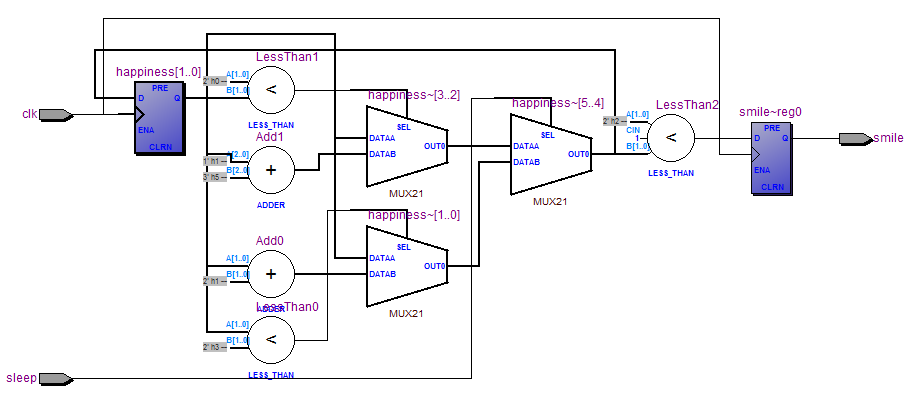 LessThan1
happiness[1..0]
2' h0
A[1..0]
B[1..0]
PRE
D
Q
ENA
CLRN
clk
LESS_THAN
happiness~[3..2]
SEL
DATAA
DATAB
OUT0
MUX21
Add1
A[2..0]
1' h1
B[2..0]
3' h5
ADDER
happiness~[5..4]
SEL
DATAA
DATAB
OUT0
MUX21
LessThan2
2' h2
A[1..0]
CIN
1
B[1..0]
LESS_THAN
smile~reg0
PRE
D
Q
ENA
CLRN
smile
happiness~[1..0]
SEL
DATAA
DATAB
OUT0
MUX21
Add0
A[1..0]
B[1..0]
2' h1
ADDER
LessThan0
A[1..0]
B[1..0]
2' h3
LESS_THAN
sleep